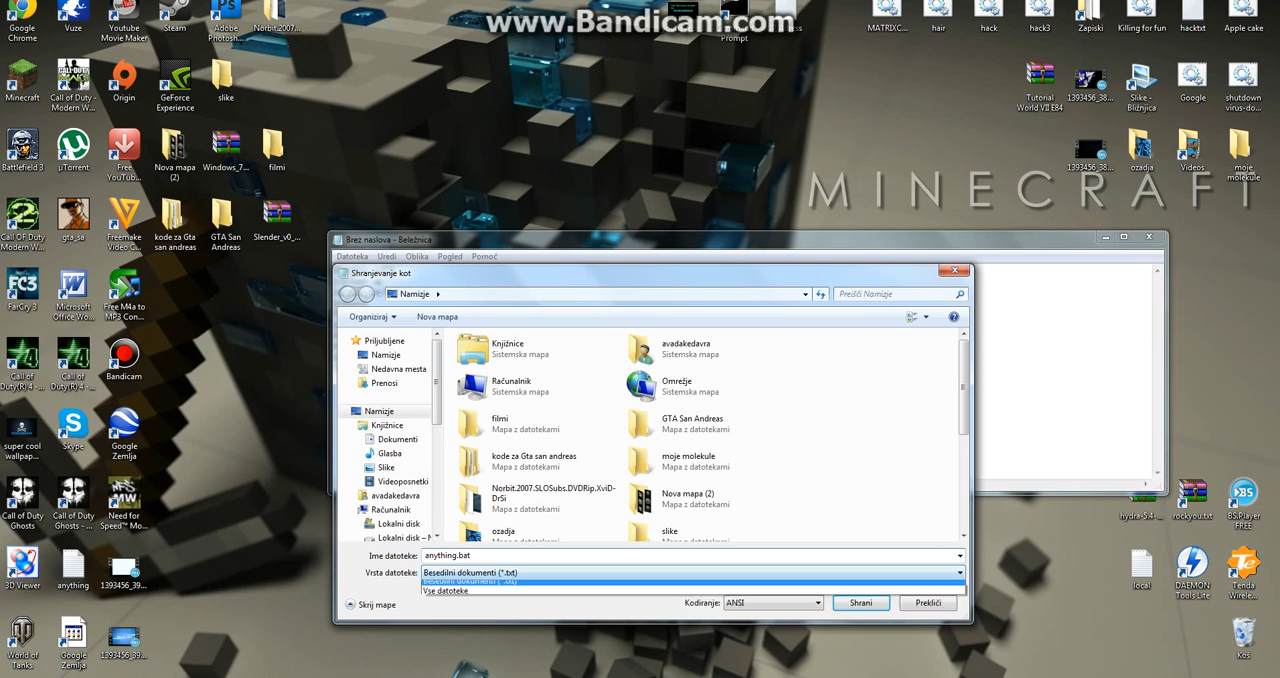 www.Bandicam.com
Google Chrome
Vuze
Youtube Movie Maker
Steam
Adobe Photosh...
Norbit2007...
Prompt
MATRIXC...
hair
hack
hack3
Zapiski
Killing for fun
hacktxt
Apple cake
Minecraft
Call of Duty - Modern W...
Origin
GeForce Experience
slike
Tutorial World VII E84
1393456_38...
Slike - Bližnjica
Google
shutdown virus-do...
Battlefield 3
µTorrent
Free YouTub...
Nova mapa (2)
Windows_7...
filmi
1393456_38...
ozadja
Videos
moje molekule
MINECRAFT
Call OF Duty Modern W...
gta_sa
Freemake Video C...
kode za Gta san andreas
GTA San Andreas
Slender_v0_...
FarCry 3
Microsoft Office Wo...
Free M4a to MP3 Con...
Call of Duty(R) 4 -...
Call of Duty(R) 4 -...
Bandicam
super cool wallpap...
Skype
Google Zemlja
Call of Duty Ghosts
Call of Duty Ghosts - ...
Need for Speed™ Mo...
3D Viewer
anything
1393456_39...
World of Tanks
Google Zemlja
1393456_39...
Brez naslova - Beležnica
Datoteka Uredi Oblika Pogled Pomoč
Shranjevanje kot
Namizje
Preišči Namizje
Organiziraj Nova mapa
Priljubljene
Namizje
Nedavna mesta
Prenosi
Namizje
Knjižnice
Dokumenti
Glasba
Slike
Videoposnetki
avadakedavra
Računalnik
Lokalni disk
Lokalni disk –
Knjižnice
Sistemska mapa
avadakedavra
Sistemska mapa
Računalnik
Sistemska mapa
Omrežje
Sistemska mapa
filmi
Mapa z datotekami
GTA San Andreas
Mapa z datotekami
kode za Gta san andreas
Mapa z datotekami
moje molekule
Mapa z datotekami
Norbit.2007.SLOSubs.DVDRip.XviD-DrSi
Mapa z datotekami
Nova mapa (2)
Mapa z datotekami
ozadja
slike
Ime datoteke: anything.bat
Vrsta datoteke: Besedilni dokumenti (*.txt)
Besedilni dokumenti (*.txt)
Vse datoteke
Skrij mape
Kodiranje: ANSI
Shrani
Prekliči
hydra-5.4-...
rockyou.txt
BS.Player FREE
local
DAEMON Tools Lite
Tenda Wirele...
Koš